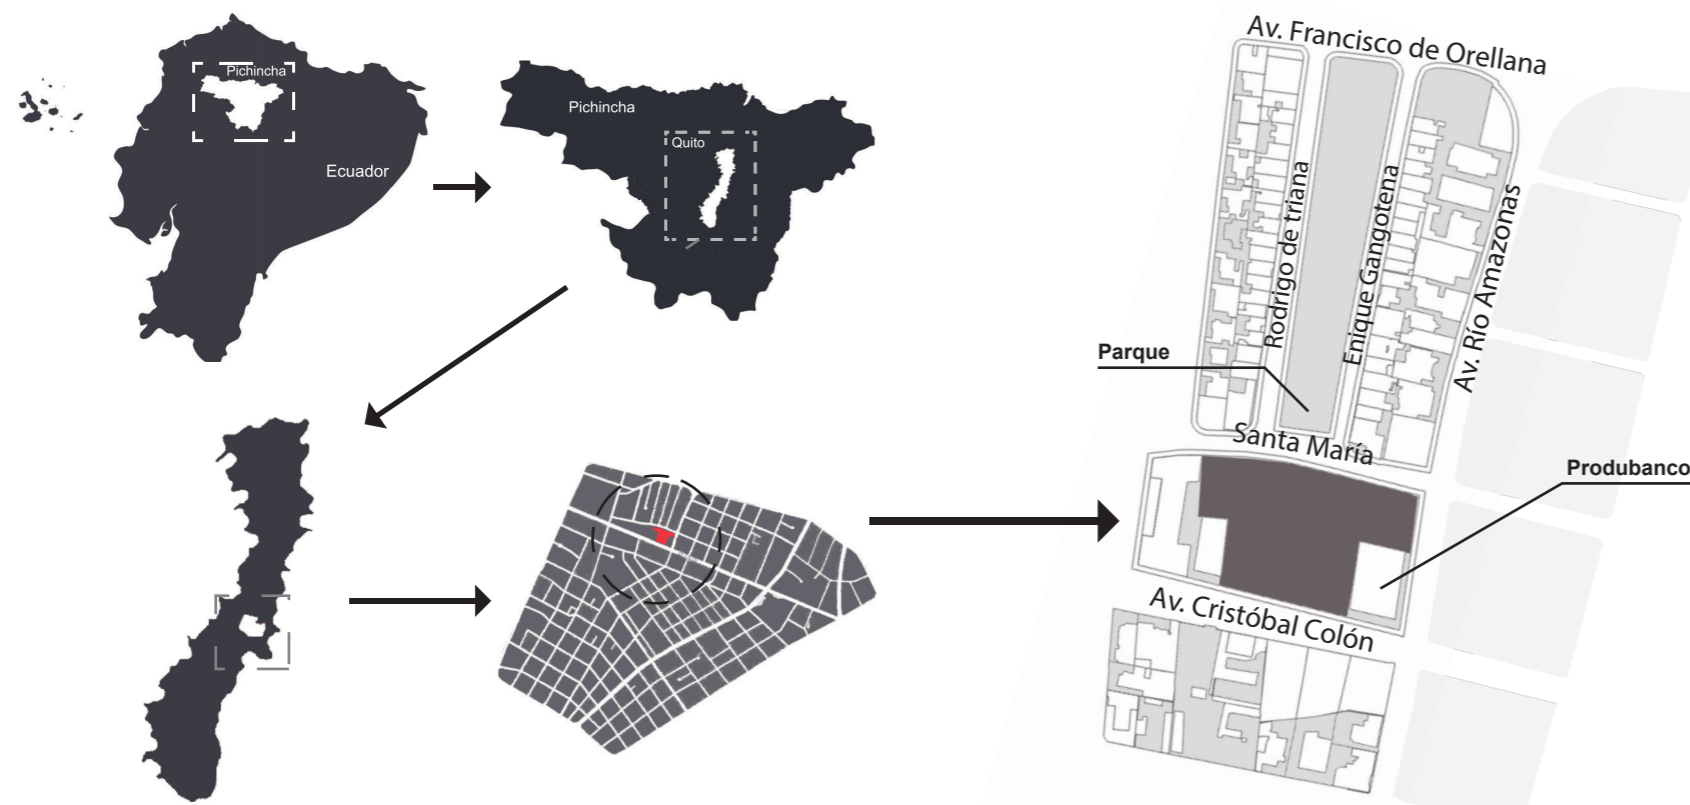 Pichincha
Ecuador
Pichincha
Quito
Av. Francisco de Orellana
Rodrigo de triana
Enique Gangotena
Av. Río Amazonas
Parque
Santa María
Produbanco
Av. Cristóbal Colón